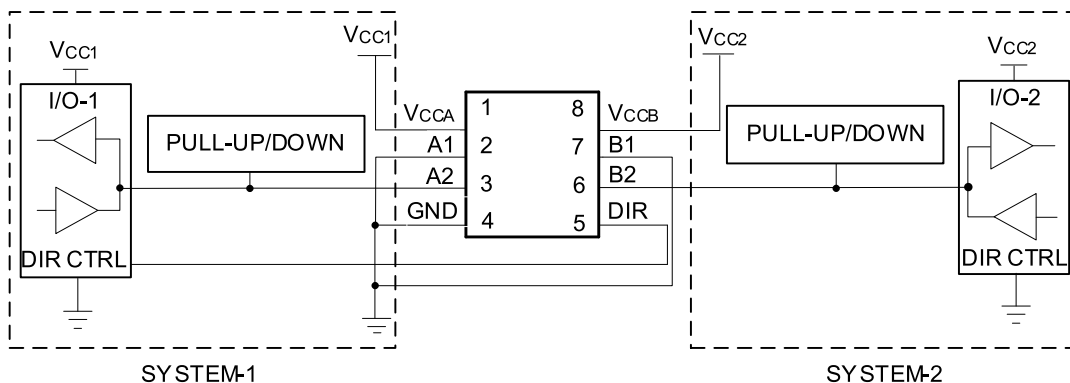 VCC1
VCC1
I/O-1
PULL-UP/DOWN
DIR CTRL
SYSTEM-1
VCCA
A1
A2
GND
1
2
3
4
8
7
6
5
VCCB
B1
B2
DIR
VCC2
VCC2
PULL-UP/DOWN
I/O-2
DIR CTRL
SYSTEM-2